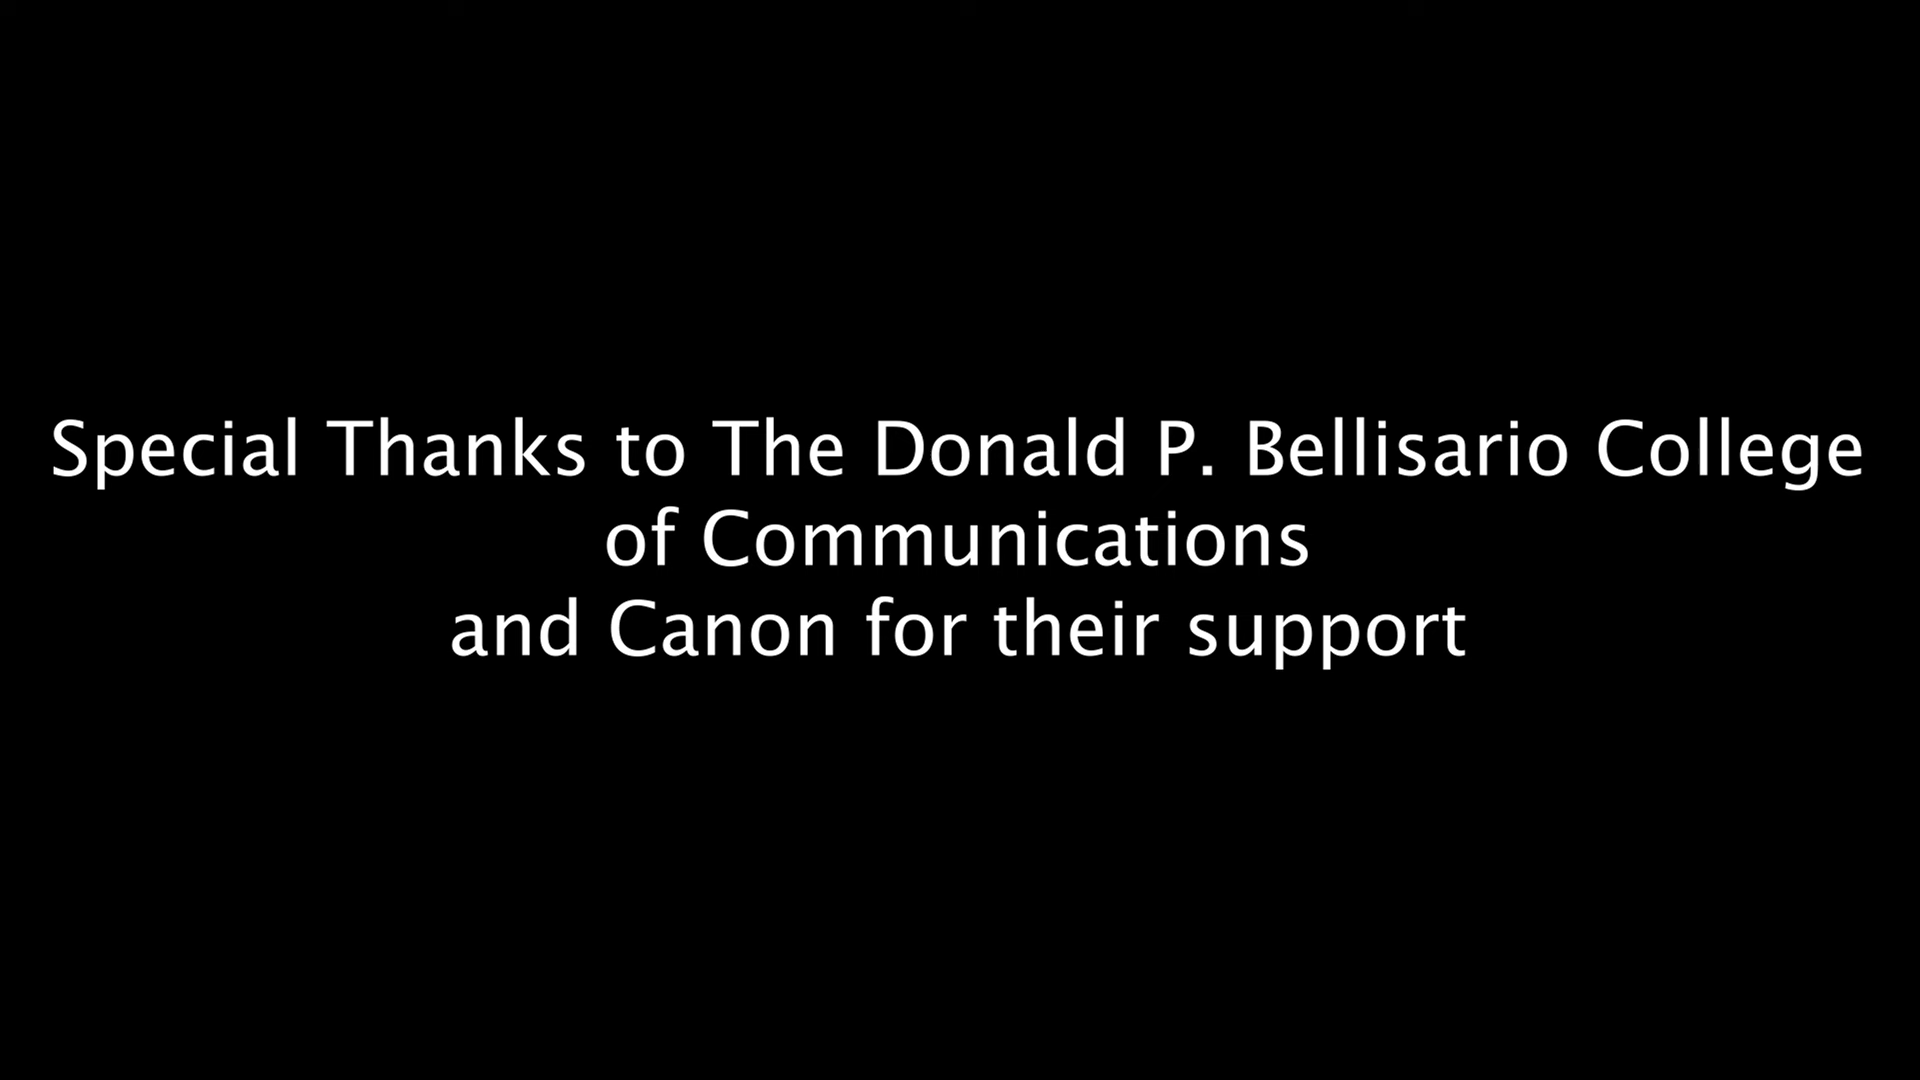 Special Thanks to The Donald P. Bellisario College
of Communications
and Canon for their support